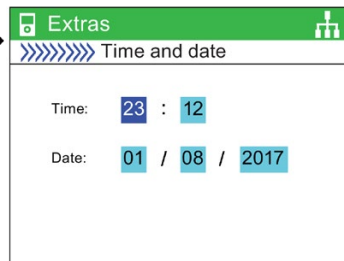 Extras
Time and date
Time: 23 : 12
Date: 01 / 08 / 2017